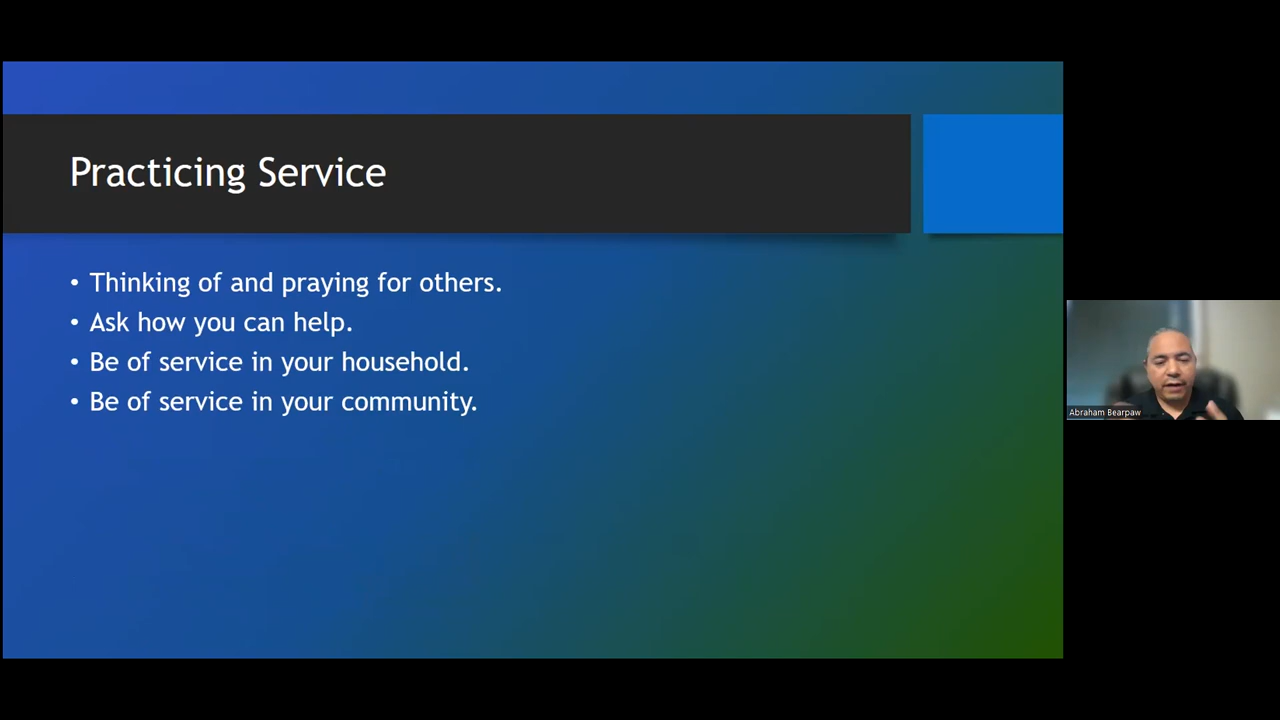 Practicing Service
• Thinking of and praying for others.
• Ask how you can help.
• Be of service in your household.
• Be of service in your community.
Abraham Bearpaw